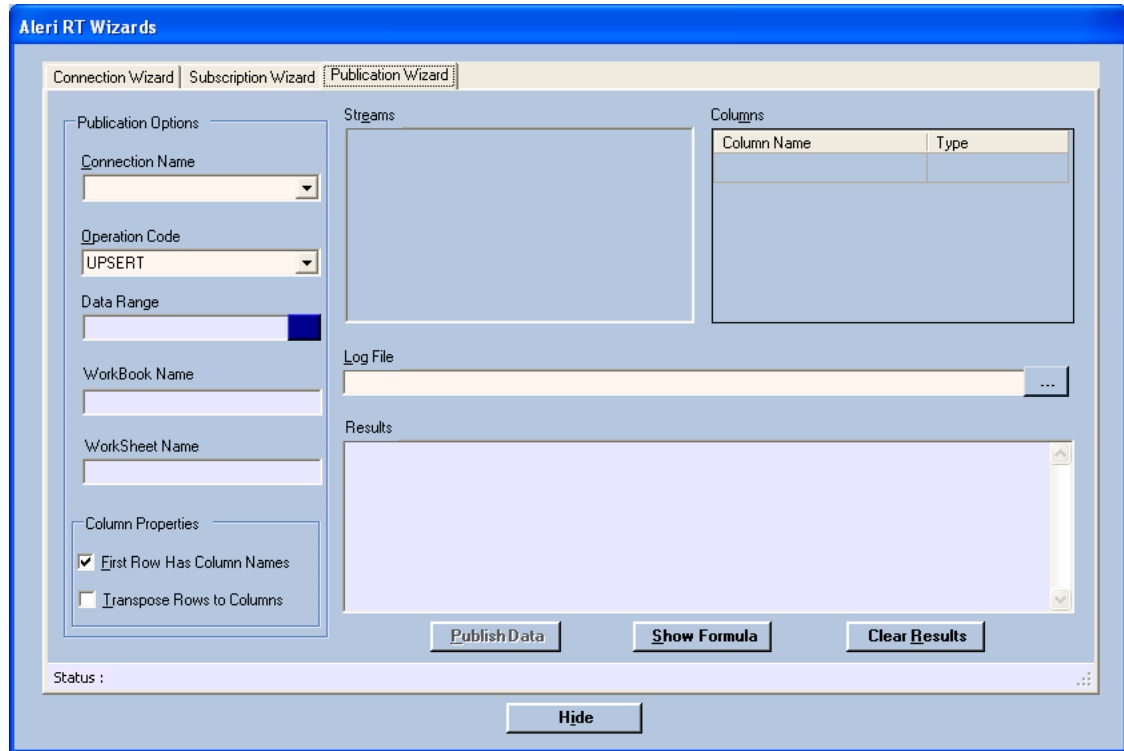 Aleri RT Wizards
Connection Wizard Subscription Wizard Publication Wizard
Publication Options
Connection Name
Operation Code
UPSERT
Data Range
WorkBook Name
WorkSheet Name
Column Properties
First Row Has Column Names
Transpose Rows to Columns
Streams
Columns
Column Name Type
Log File
...
Results
Publish Data Show Formula Clear Results
Status :
Hide